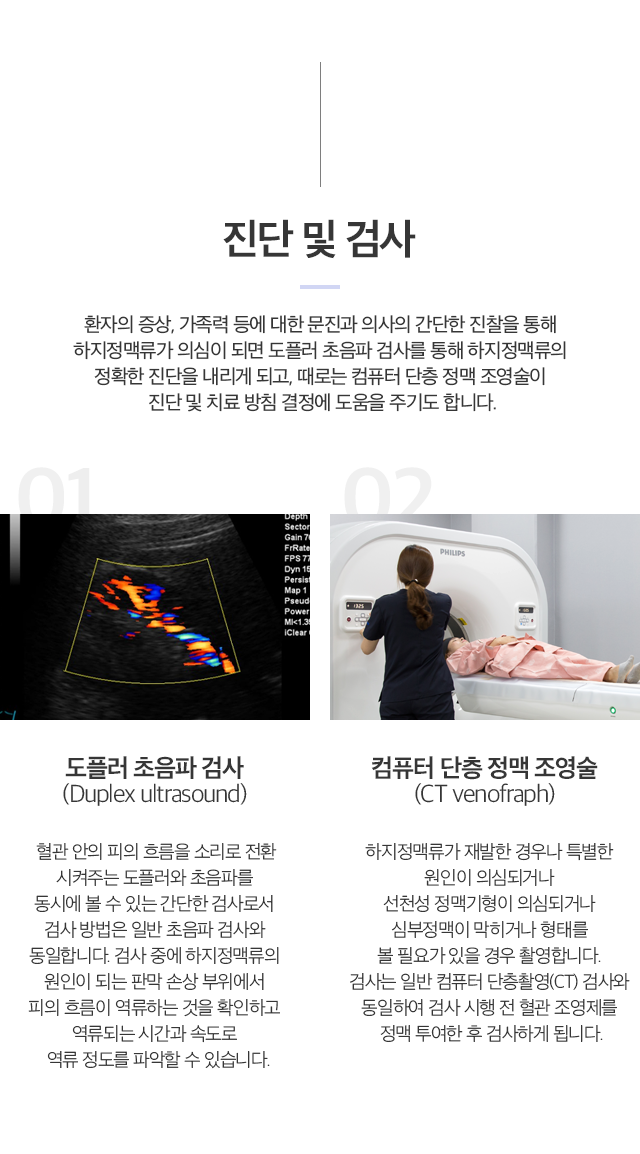 진단 및 검사
환자의 증상, 가족력 등에 대한 문진과 의사의 간단한 진찰을 통해
하지정맥류가 의심이 되면 도플러 초음파 검사를 통해 하지정맥류의
정확한 진단을 내리게 되고, 때로는 컴퓨터 단층 정맥 조영술이
진단 및 치료 방침 결정에 도움을 주기도 합니다.
01
Depth
Sector
Gain
FrRate
FPS 77
Dyn 15
Persist
Map 1
Pseud
Power
MI<1.3
iClear
도플러 초음파 검사
(Duplex ultrasound)
혈관 안의 피의 흐름을 소리로 전환
시켜주는 도플러와 초음파를
동시에 볼 수 있는 간단한 검사로서
검사 방법은 일반 초음파 검사와
동일합니다. 검사 중에 하지정맥류의
원인이 되는 판막 손상 부위에서
피의 흐름이 역류하는 것을 확인하고
역류되는 시간과 속도로
역류 정도를 파악할 수 있습니다.
02
PHILIPS
1325
컴퓨터 단층 정맥 조영술
(CT venofraph)
하지정맥류가 재발한 경우나 특별한
원인이 의심되거나
선천성 정맥기형이 의심되거나
심부정맥이 막히거나 형태를
볼 필요가 있을 경우 촬영합니다.
검사는 일반 컴퓨터 단층촬영(CT) 검사와
동일하여 검사 시행 전 혈관 조영제를
정맥 투여한 후 검사하게 됩니다.